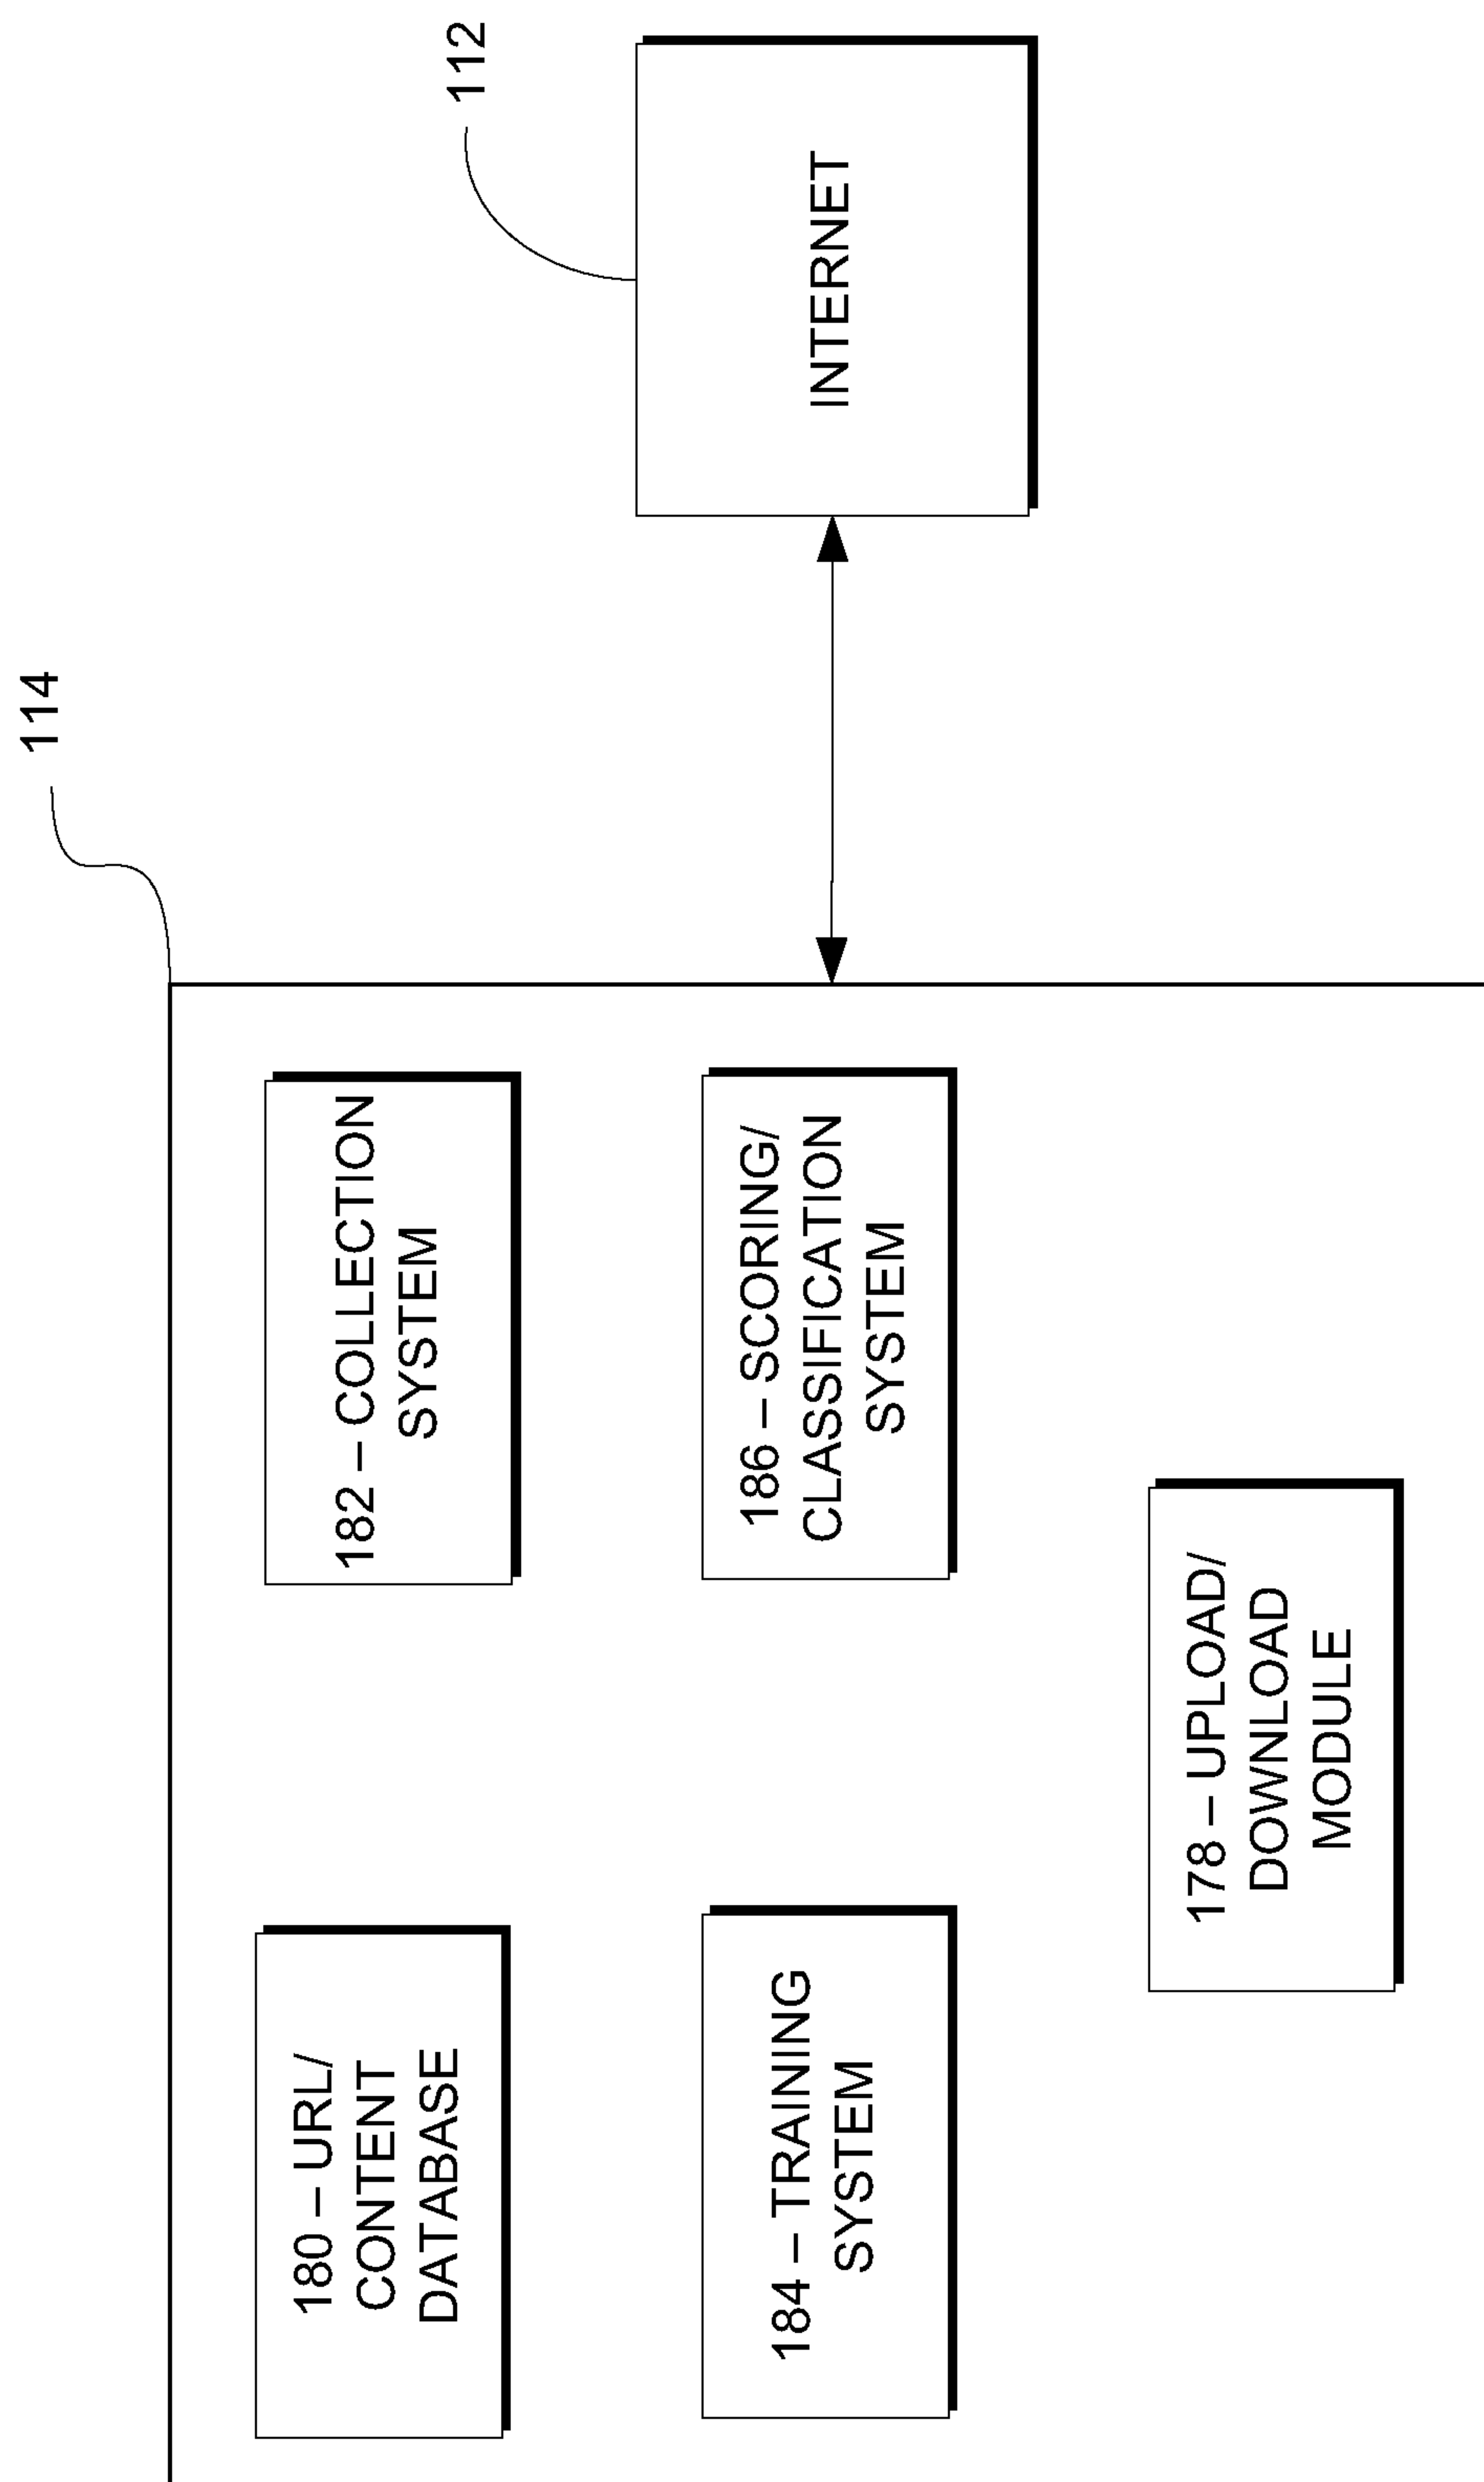 114
112
180 – URL/
CONTENT
DATABASE
182 – COLLECTION
SYSTEM
184 – TRAINING
SYSTEM
186 – SCORING/
CLASSIFICATION
SYSTEM
178 – UPLOAD/
DOWNLOAD
MODULE
INTERNET